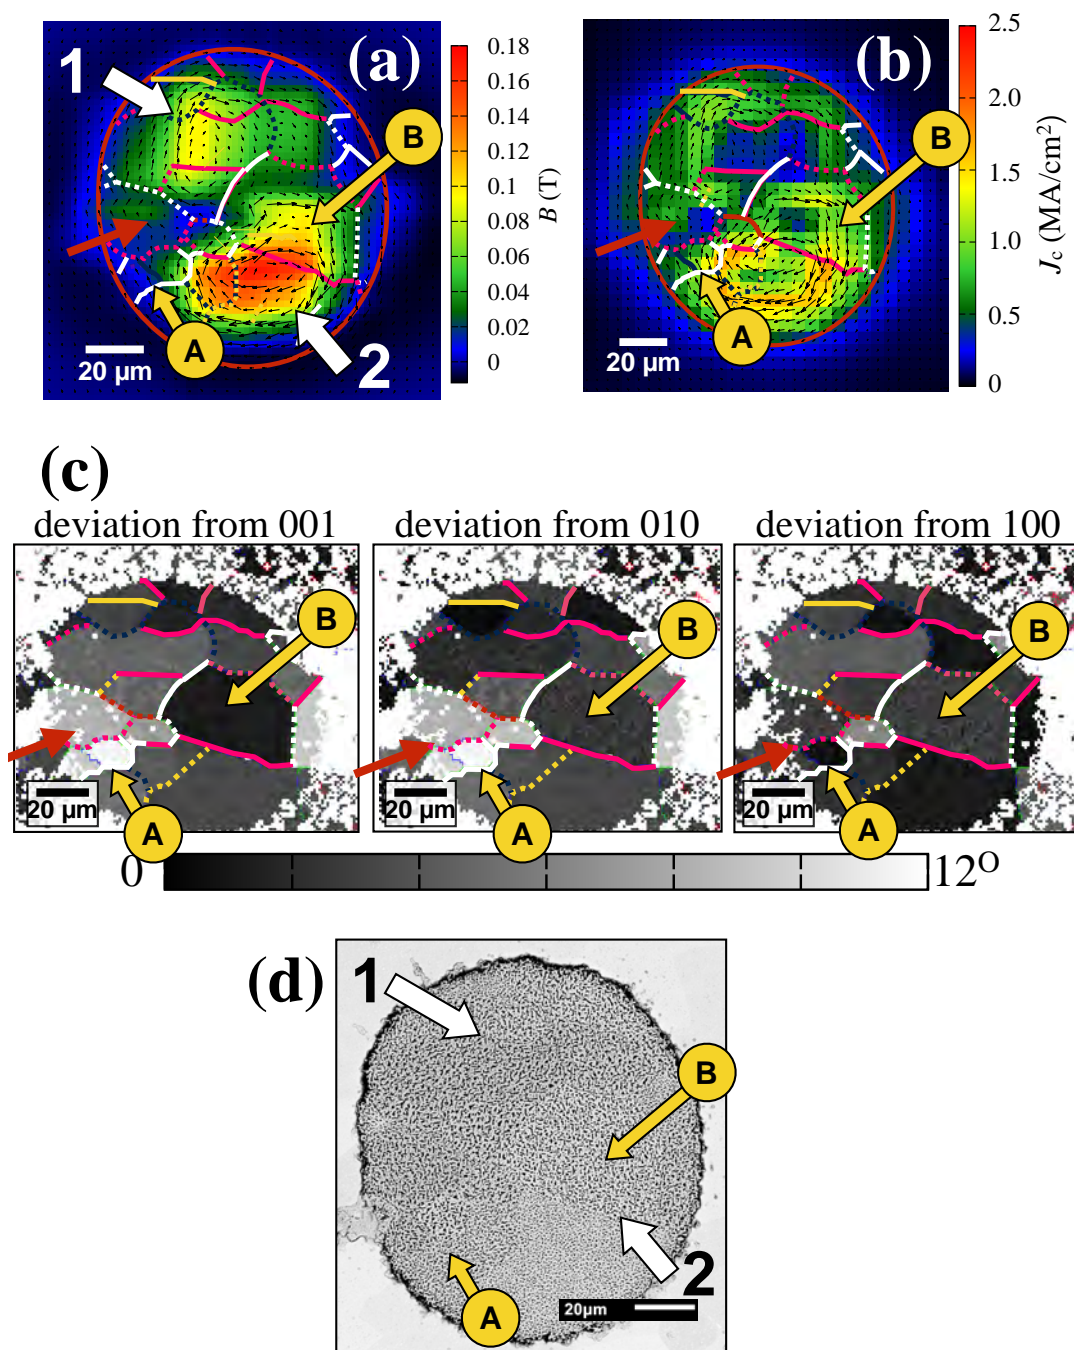 (a)
1
B
A
2
20 µm
0.18
0.16
0.14
0.12
0.1
0.08
0.06
0.04
0.02
0
B (T)
(b)
B
A
20 µm
2.5
2.0
1.5
1.0
0.5
0
Jc (MA/cm²)
(c)
deviation from 001
deviation from 010
deviation from 100
B
B
B
20 µm
20 µm
20 µm
A
A
A
0
12°
(d)
1
B
2
A
20µm